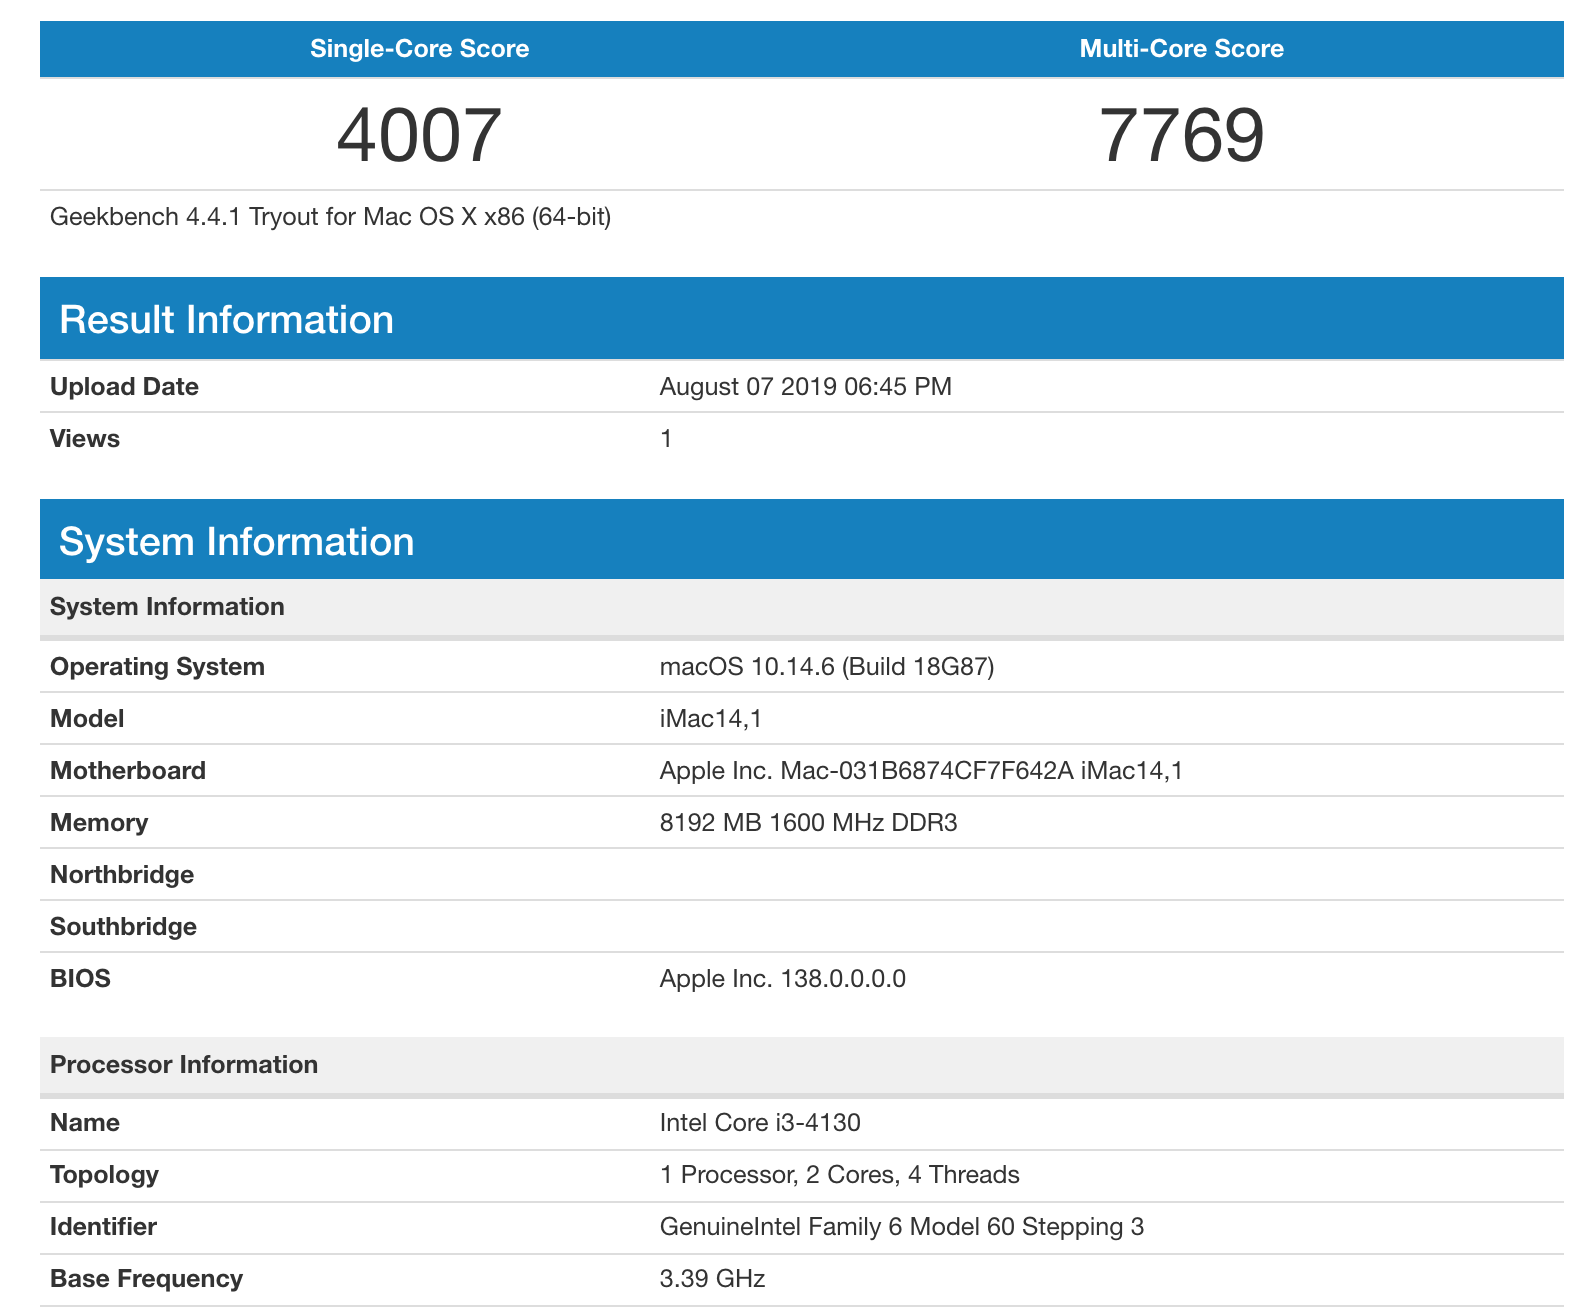 Single-Core Score Multi-Core Score
4007 7769
Geekbench 4.4.1 Tryout for Mac OS X x86 (64-bit)
Result Information
Upload Date August 07 2019 06:45 PM
Views 1
System Information
System Information
Operating System macOS 10.14.6 (Build 18G87)
Model iMac14,1
Motherboard Apple Inc. Mac-031B6874CF7F642A iMac14,1
Memory 8192 MB 1600 MHz DDR3
Northbridge
Southbridge
BIOS Apple Inc. 138.0.0.0.0
Processor Information
Name Intel Core i3-4130
Topology 1 Processor, 2 Cores, 4 Threads
Identifier GenuineIntel Family 6 Model 60 Stepping 3
Base Frequency 3.39 GHz